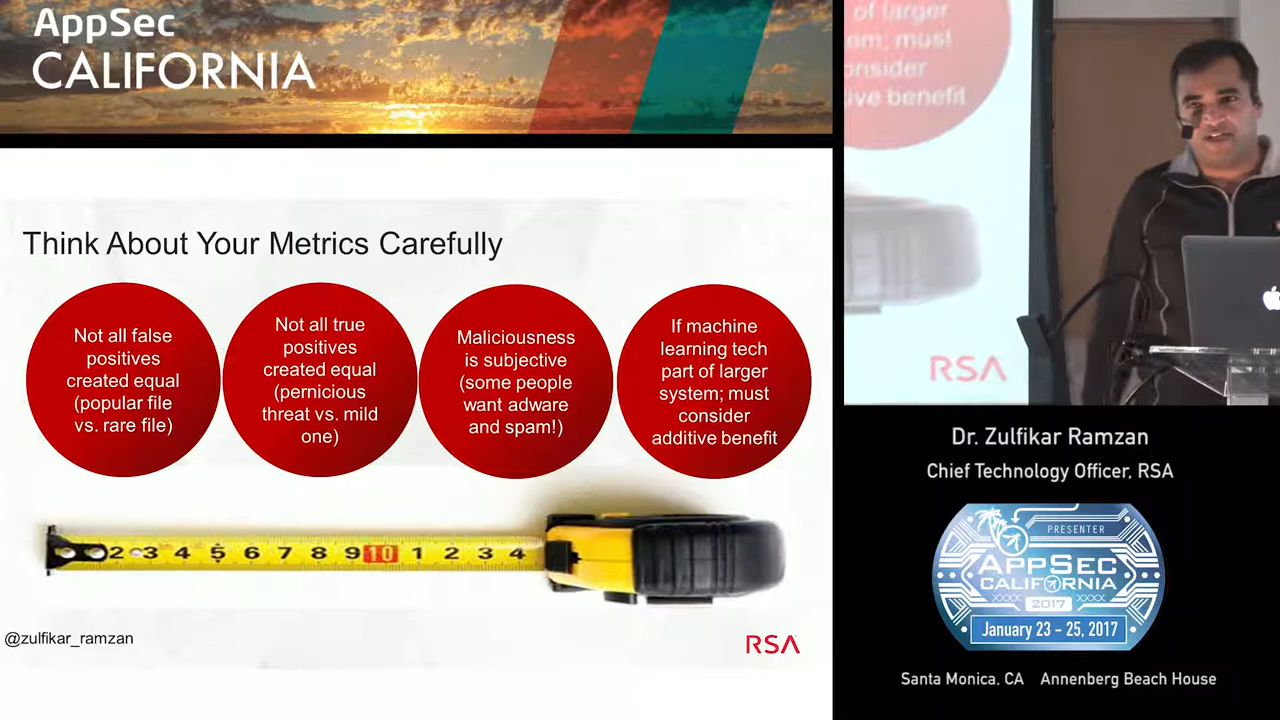 AppSec
CALIFORNIA
Think About Your Metrics Carefully
Not all false
positives
created equal
(popular file
vs. rare file)
Not all true
positives
created equal
(pernicious
threat vs. mild
one)
Maliciousness
is subjective
(some people
want adware
and spam!)
If machine
learning tech
part of larger
system; must
consider
additive benefit
2 3 4 5 6 7 8 9 10 1 2 3 4
@zulfikar_ramzan
RSA
of larger
must
benefit
RSA
Dr. Zulfikar Ramzan
Chief Technology Officer, RSA
PRESENTER
APPSEC
CALIFORNIA
2017
January 23 - 25, 2017
Santa Monica, CA Annenberg Beach House